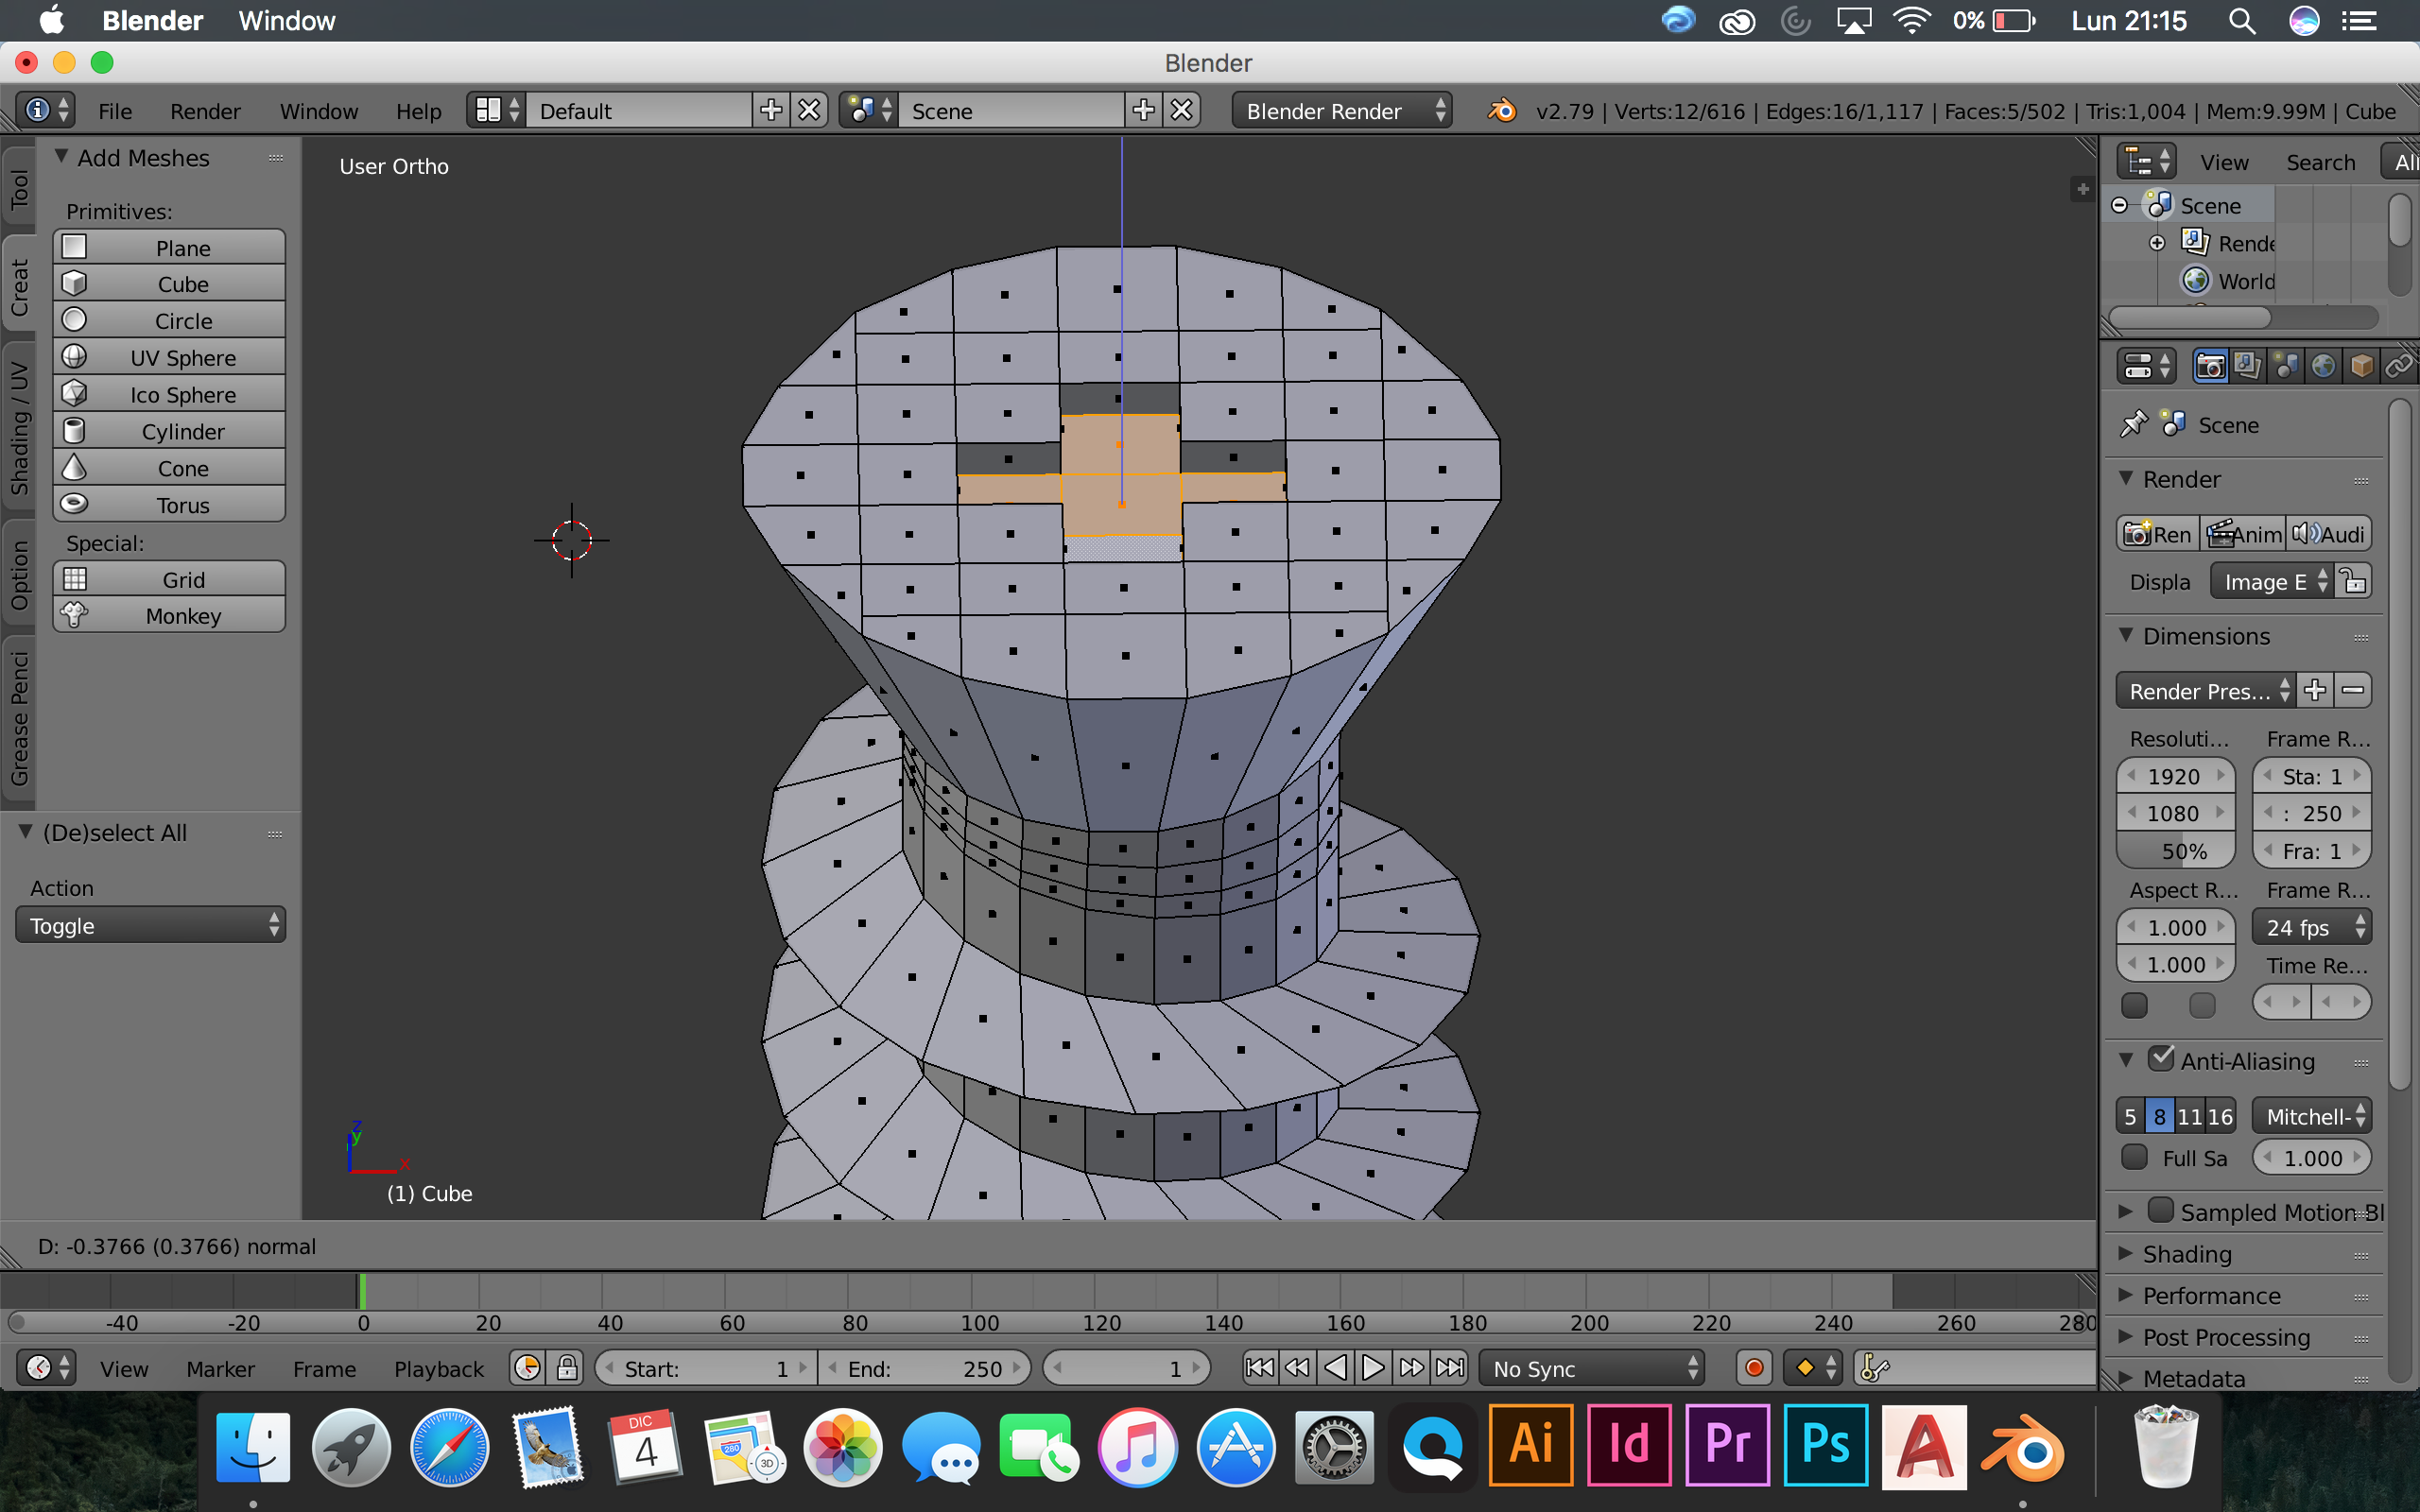 Blender Window 0% Lun 21:15
Blender
File Render Window Help Default Scene Blender Render v2.79 | Verts:12/616 | Edges:16/1,117 | Faces:5/502 | Tris:1,004 | Mem:9.99M | Cube
Tool
Creat
Shading / UV
Option
Grease Penci
Add Meshes
Primitives:
Plane
Cube
Circle
UV Sphere
Ico Sphere
Cylinder
Cone
Torus
Special:
Grid
Monkey
(De)select All
Action
Toggle
User Ortho
z
y
x
(1) Cube
D: -0.3766 (0.3766) normal
View Search All
Scene
Rende
World
Scene
Render
Ren Anim Audi
Displa Image E
Dimensions
Render Pres...
Resoluti... Frame R...
1920 Sta: 1
1080 : 250
50% Fra: 1
Aspect R... Frame R...
1.000 24 fps
1.000 Time Re...
Anti-Aliasing
5 8 11 16 Mitchell-
Full Sa 1.000
Sampled Motion Bl
Shading
Performance
Post Processing
Metadata
-40 -20 0 20 40 60 80 100 120 140 160 180 200 220 240 260 280
View Marker Frame Playback Start: 1 End: 250 1 No Sync
DIC
4
280
3D
Ai Id Pr Ps